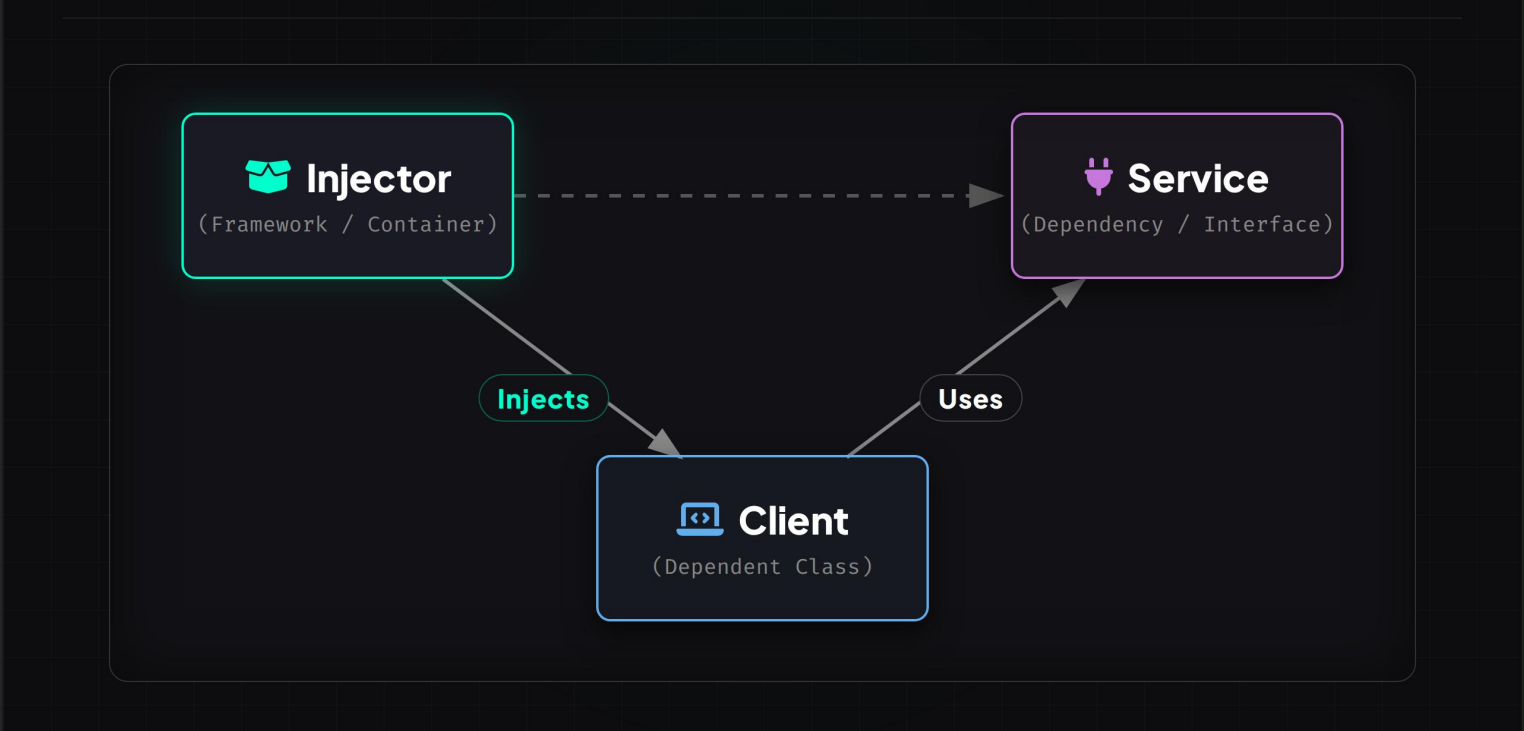 Injector
(Framework / Container)
Service
(Dependency / Interface)
Injects
Uses
Client
(Dependent Class)